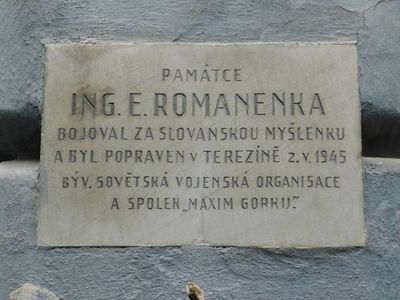 PAMÁTCE
ING. E. ROMANENKA
BOJOVAL ZA SLOVANSKOU MYŠLENKU
A BYL POPRAVEN V TEREZÍNĚ 2. V. 1945
BÝV. SOVĚTSKÁ VOJENSKÁ ORGANISACE
A SPOLEK „MAXIM GORKIJ".